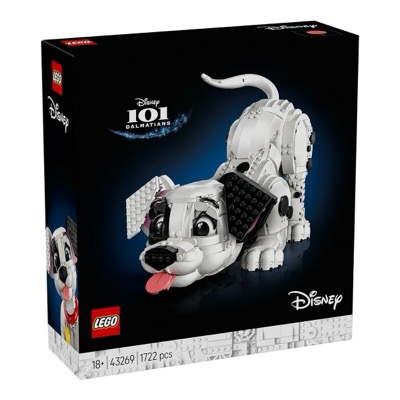 LEGO
Disney
Disney
101
DALMATIANS
LEGO
18+
43269
1722 pcs
Disney